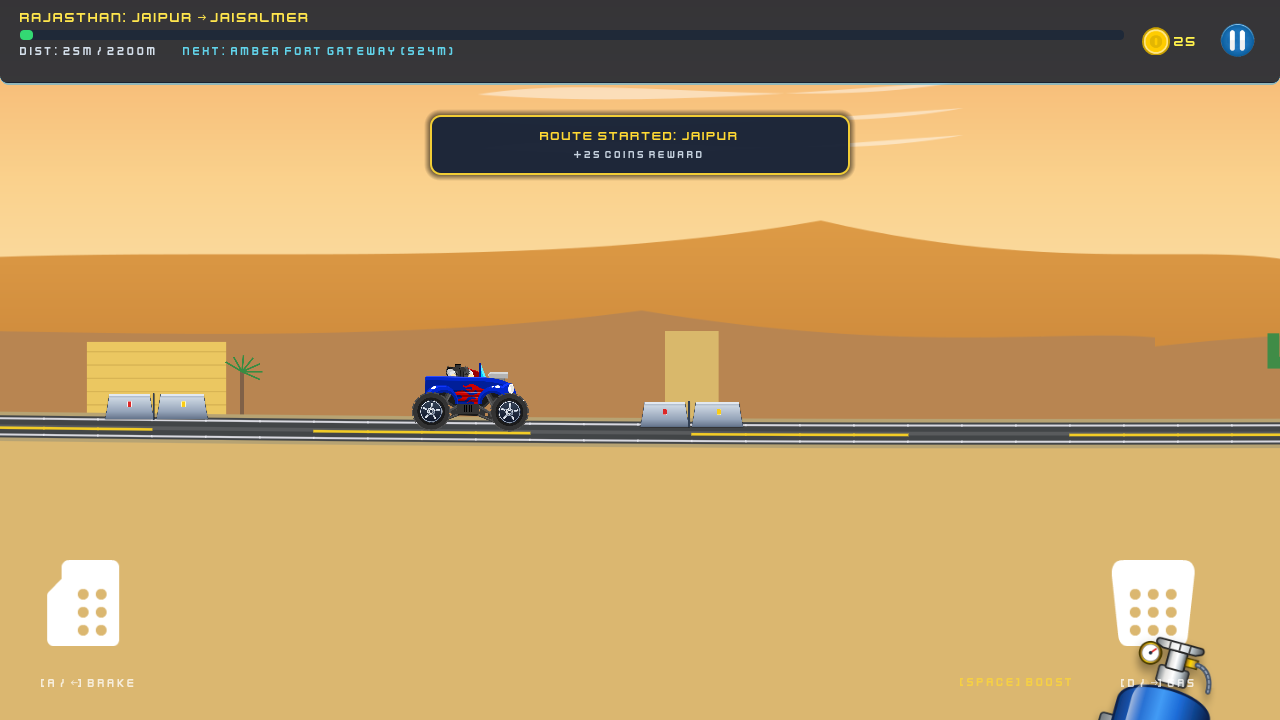 RAJASTHAN: JAIPUR → JAISALMER
DIST: 25M / 2200M
NEXT: AMBER FORT GATEWAY (524M)
25
ROUTE STARTED: JAIPUR
+25 COINS REWARD
[A / ←] BRAKE
[SPACE] BOOST
[D / →] GAS